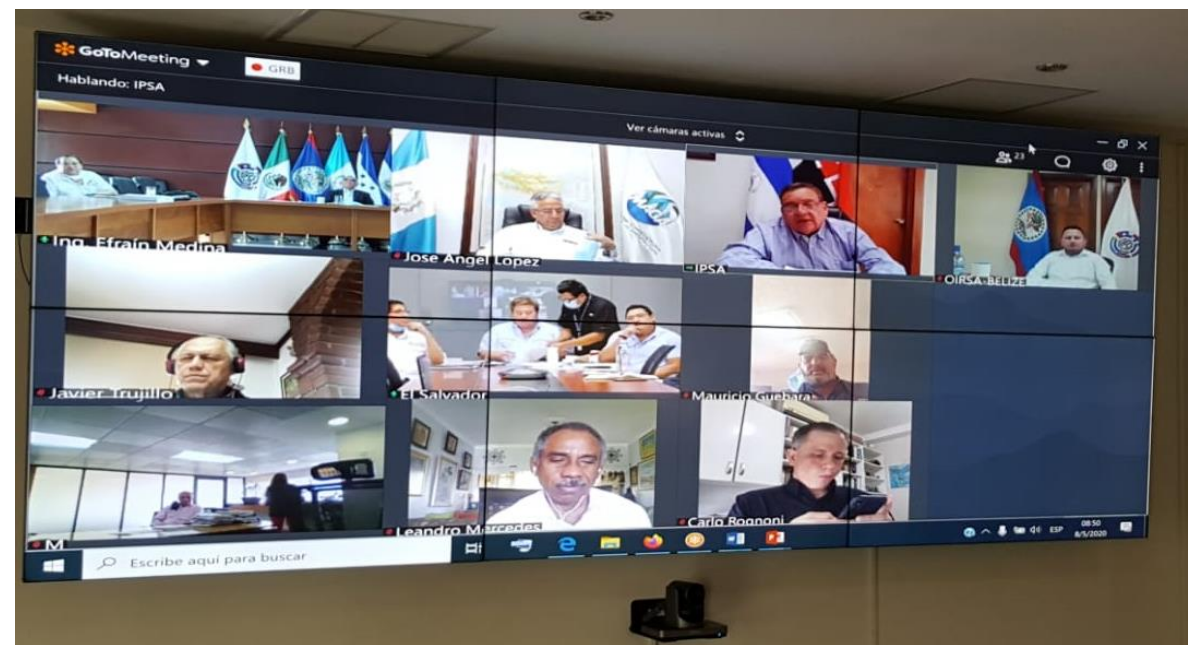 GoToMeeting
GRB
Hablando: IPSA
Ver cámaras activas
23
Ing. Efraín Medina
Jose Angel Lopez
IPSA
OIRSA-BELIZE
Javier Trujillo
El Salvador
Mauricio Guebara
M
Leandro Mercedes
Carlo Rognoni
Escribe aquí para buscar
ESP
08:50
8/5/2020